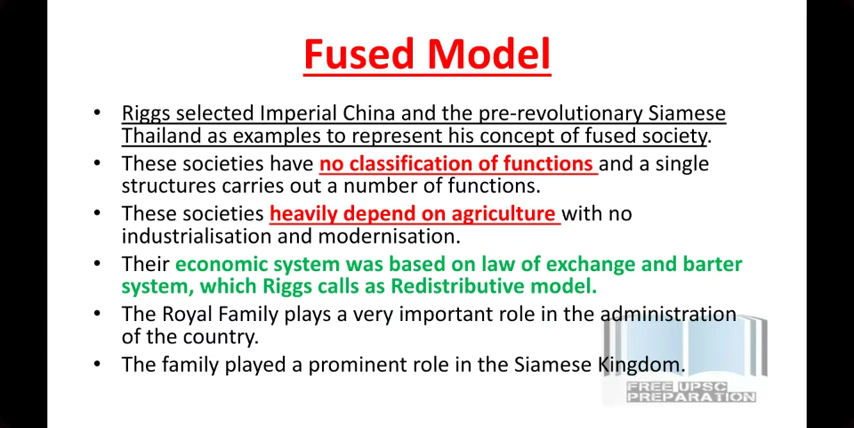 Fused Model
• Riggs selected Imperial China and the pre-revolutionary Siamese
Thailand as examples to represent his concept of fused society.
• These societies have no classification of functions and a single
structures carries out a number of functions.
• These societies heavily depend on agriculture with no
industrialisation and modernisation.
• Their economic system was based on law of exchange and barter
system, which Riggs calls as Redistributive model.
• The Royal Family plays a very important role in the administration
of the country.
• The family played a prominent role in the Siamese Kingdom.
FREE UPSC
PREPARATION